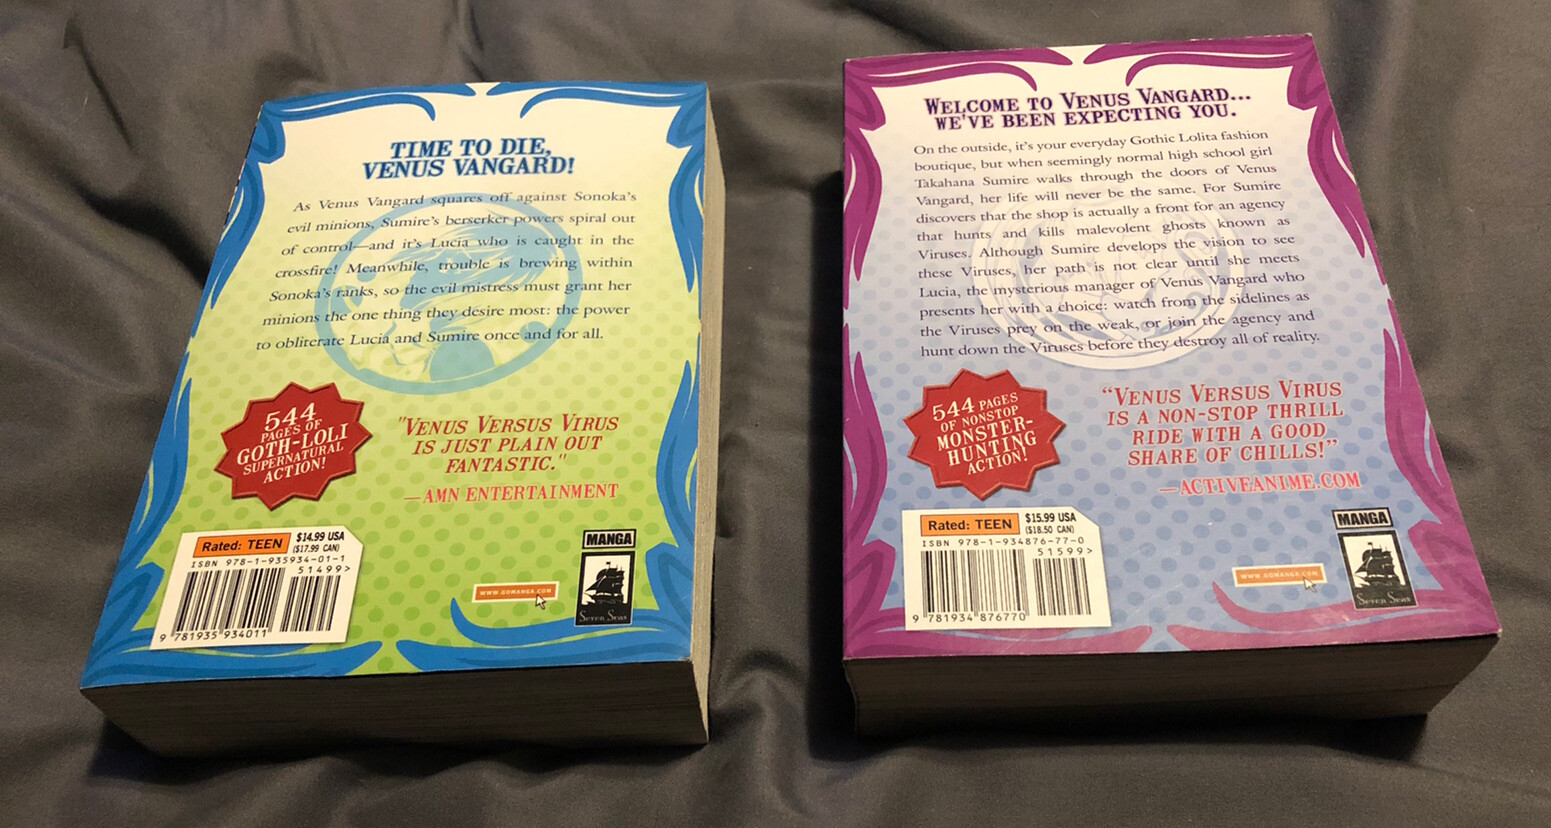 TIME TO DIE,
VENUS VANGARD!
As Venus Vangard squares off against Sonoka's
evil minions, Sumire's berserker powers spiral out
of control—and it's Lucia who is caught in the
crossfire! Meanwhile, trouble is brewing within
Sonoka's ranks, so the evil mistress must grant her
minions the one thing they desire most: the power
to obliterate Lucia and Sumire once and for all.
544
PAGES OF
GOTH-LOLI
SUPERNATURAL
ACTION!
"VENUS VERSUS VIRUS
IS JUST PLAIN OUT
FANTASTIC."
—AMN ENTERTAINMENT
Rated: TEEN
$14.99 USA
($17.99 CAN)
ISBN 978-1-935934-01-1
51499>
9 781935 934011
WWW.GOMANGA.COM
MANGA
SEVEN SEAS
WELCOME TO VENUS VANGARD...
WE'VE BEEN EXPECTING YOU.
On the outside, it's your everyday Gothic Lolita fashion
boutique, but when seemingly normal high school girl
Takahana Sumire walks through the doors of Venus
Vangard, her life will never be the same. For Sumire
discovers that the shop is actually a front for an agency
that hunts and kills malevolent ghosts known as
Viruses. Although Sumire develops the vision to see
these Viruses, her path is not clear until she meets
Lucia, the mysterious manager of Venus Vangard who
presents her with a choice: watch from the sidelines as
the Viruses prey on the weak, or join the agency and
hunt down the Viruses before they destroy all of reality.
544 PAGES
OF NONSTOP
MONSTER-
HUNTING
ACTION!
“VENUS VERSUS VIRUS
IS A NON-STOP THRILL
RIDE WITH A GOOD
SHARE OF CHILLS!”
—ACTIVEANIME.COM
Rated: TEEN
$15.99 USA
($18.50 CAN)
ISBN 978-1-934876-77-0
51599>
9 781934 876770
WWW.GOMANGA.COM
MANGA
SEVEN SEAS